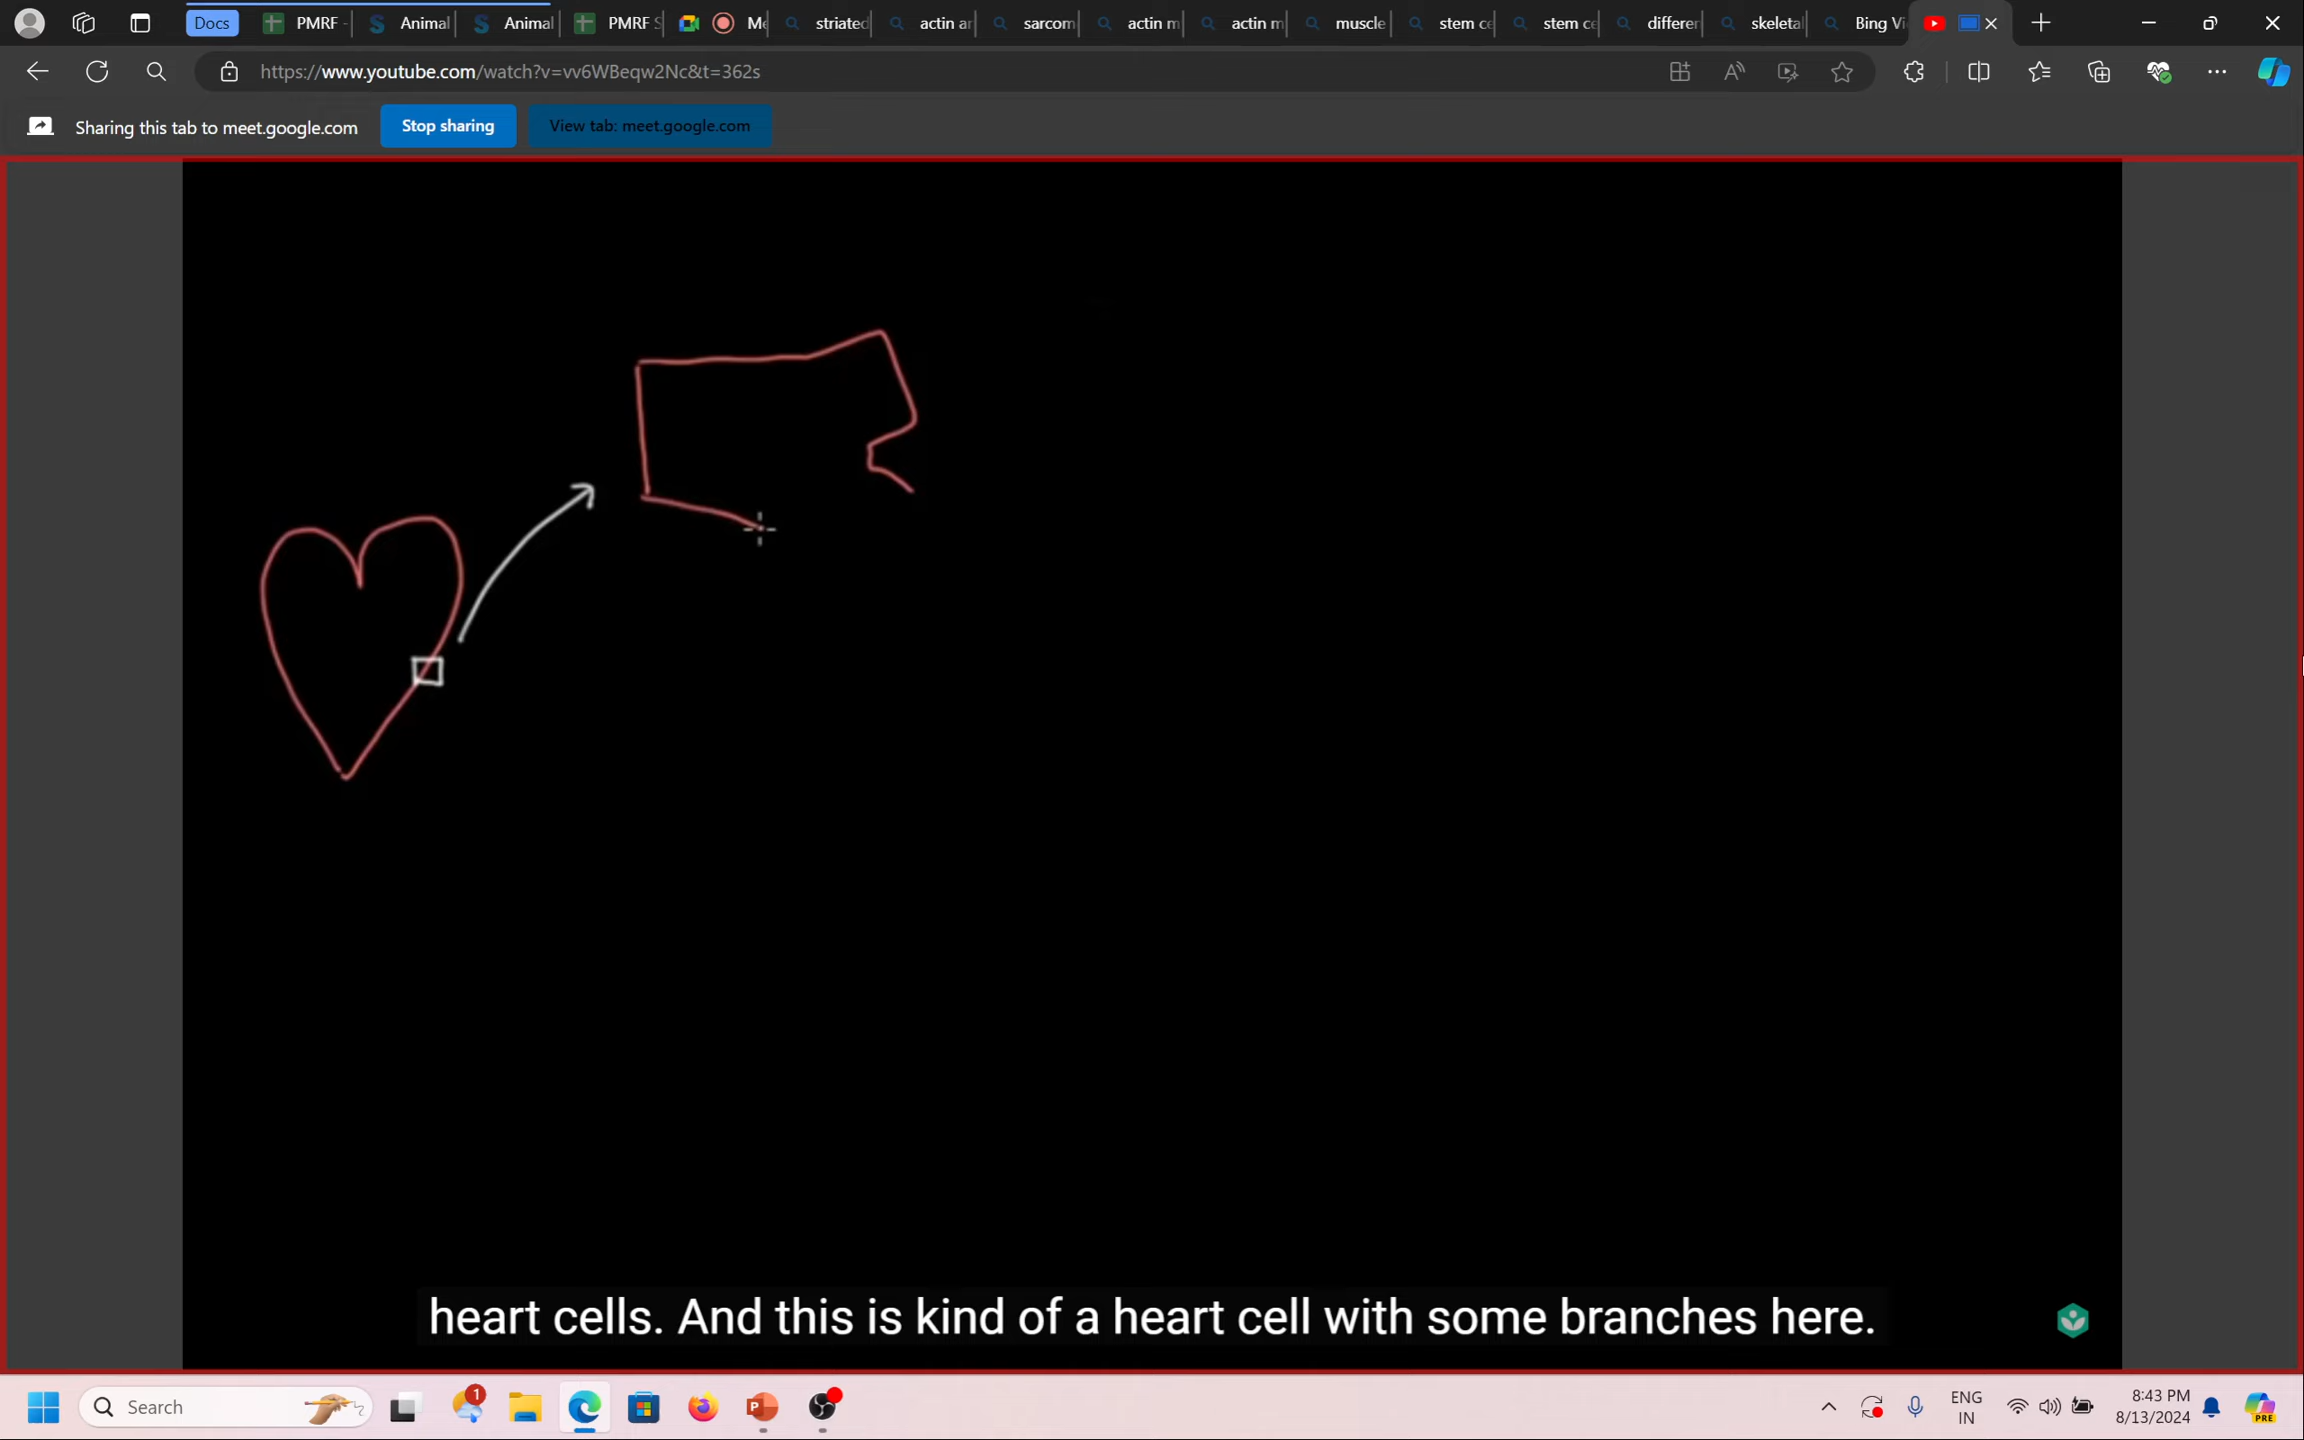 Docs PMRF - Animal Animal PMRF S Me striated actin ar sarcom actin m actin m muscle stem ce stem ce differer skeletal Bing Vi
https://www.youtube.com/watch?v=vv6WBeqw2Nc&t=362s
Sharing this tab to meet.google.com Stop sharing View tab: meet.google.com
heart cells. And this is kind of a heart cell with some branches here.
Search 1 ENG 8:43 PM
IN 8/13/2024 PRE